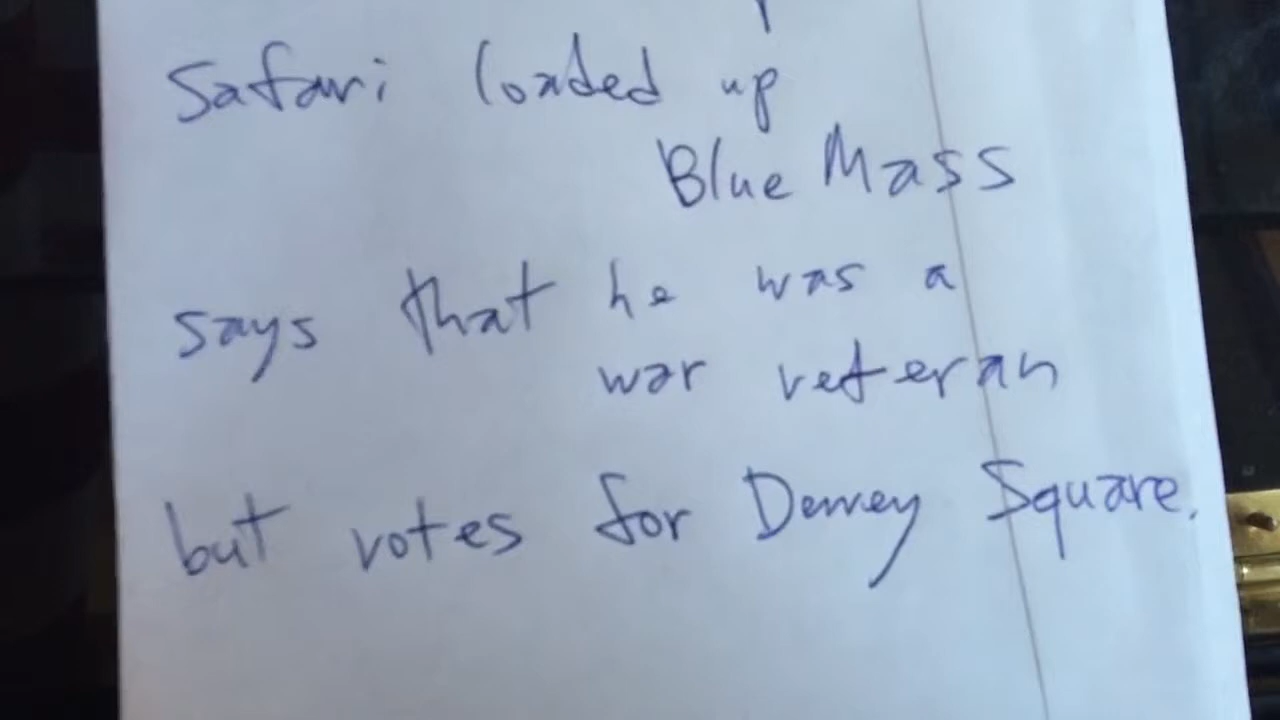 Safari loaded up
Blue Mass
says that he was a
war veteran
but votes for Dewey Square.